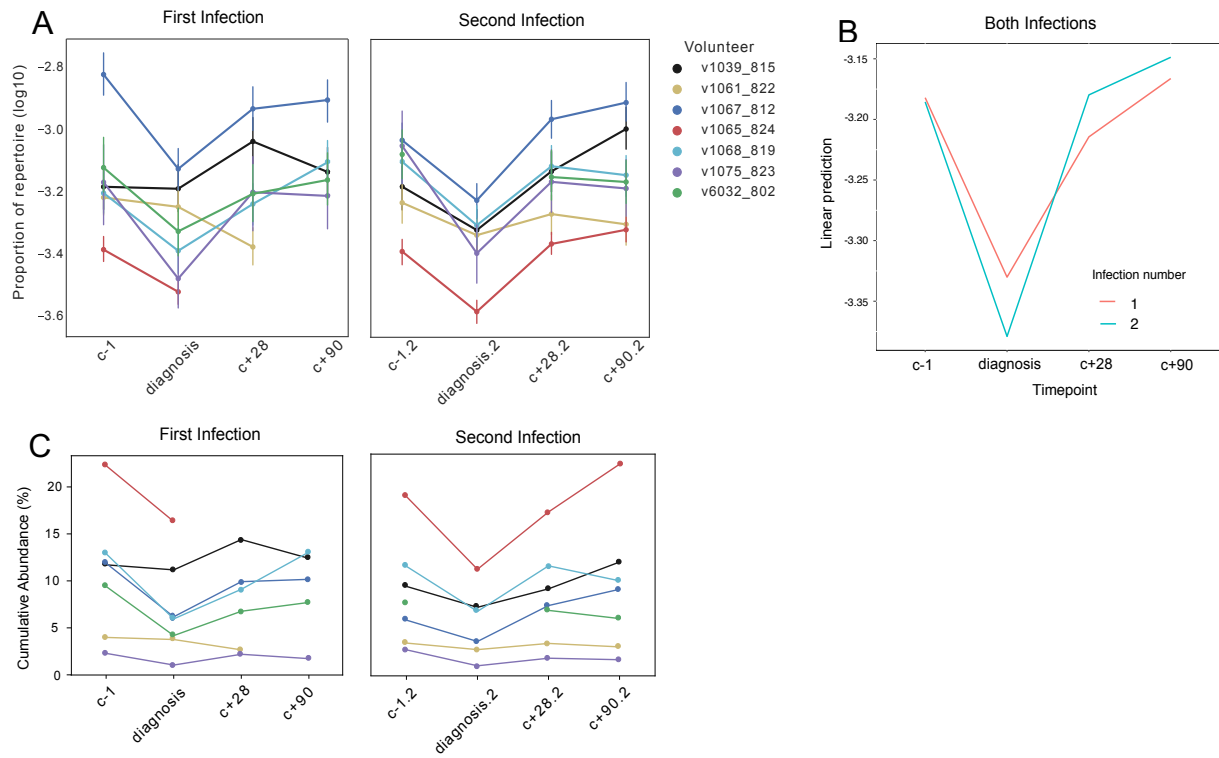 A
First Infection
Second Infection
Proportion of repertoire (log10)
−2.8
−3.0
−3.2
−3.4
−3.6
c-1
diagnosis
c+28
c+90
c-1.2
diagnosis.2
c+28.2
c+90.2
Volunteer
v1039_815
v1061_822
v1067_812
v1065_824
v1068_819
v1075_823
v6032_802
B
Both Infections
Linear prediction
-3.15
-3.20
-3.25
-3.30
-3.35
Infection number
1
2
c-1
diagnosis
c+28
c+90
Timepoint
C
First Infection
Second Infection
Cumulative Abundance (%)
20
15
10
5
0
c-1
diagnosis
c+28
c+90
c-1.2
diagnosis.2
c+28.2
c+90.2